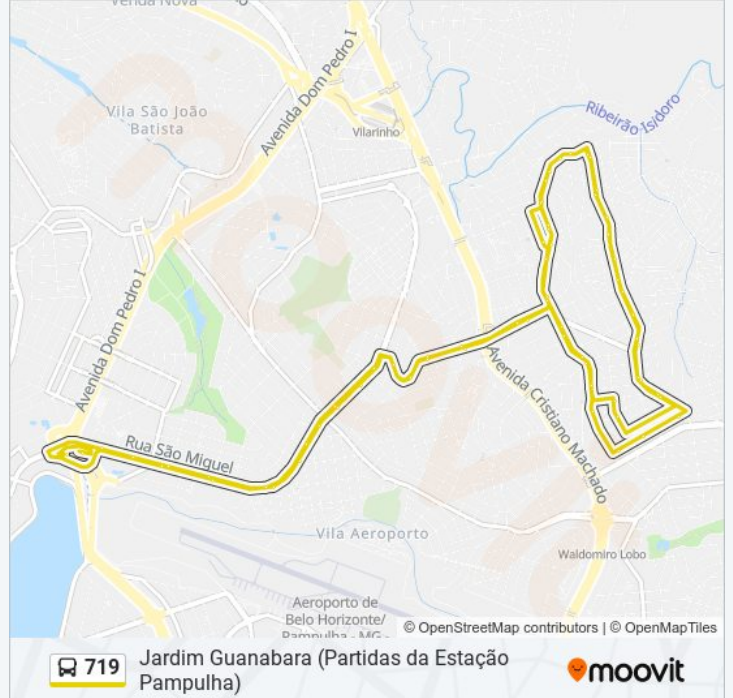 Venda Nova
Avenida Dom Pedro I
Vila São João
Batista
Vilarinho
Ribeirão Isidoro
Avenida Dom Pedro I
Avenida Cristiano Machado
Rua São Miguel
Vila Aeroporto
Waldomiro Lobo
Aeroporto de
Belo Horizonte/
Pampulha - MG -
© OpenStreetMap contributors | © OpenMapTiles
719
Jardim Guanabara (Partidas da Estação
Pampulha)
moovit